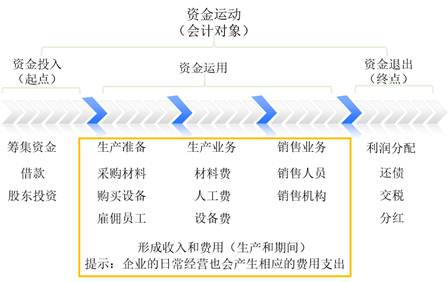 资金运动
（会计对象）
资金投入
（起点）
资金运用
资金退出
（终点）
筹集资金
借款
股东投资
生产准备
采购材料
购买设备
雇佣员工
生产业务
材料费
人工费
设备费
销售业务
销售人员
销售机构
利润分配
还债
交税
分红
形成收入和费用（生产和期间）
提示：企业的日常经营也会产生相应的费用支出